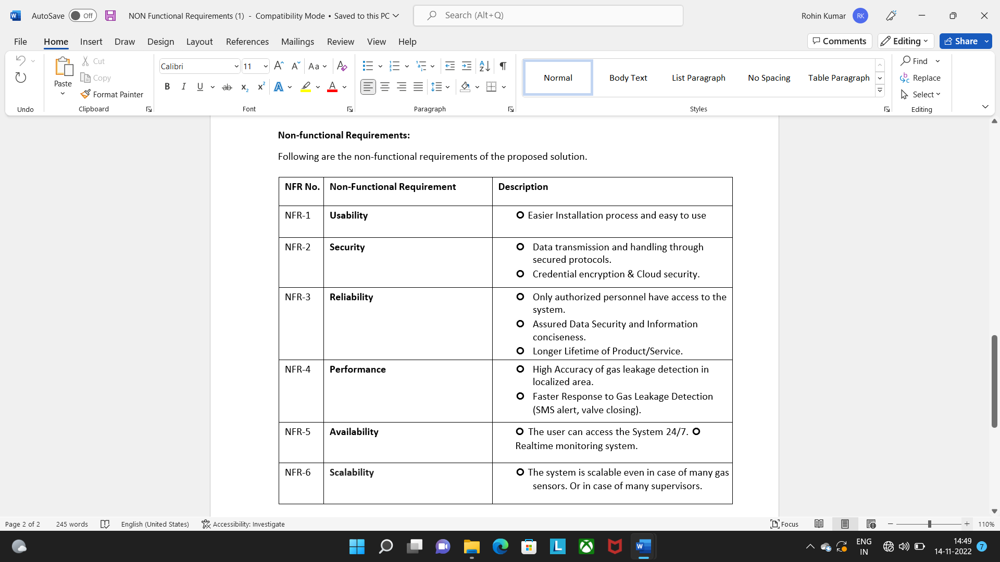 AutoSave Off NON Functional Requirements (1) - Compatibility Mode • Saved to this PC Search (Alt+Q) Rohin Kumar RK
File Home Insert Draw Design Layout References Mailings Review View Help Comments Editing Share
Paste Cut Copy Format Painter Calibri 11 Aa Normal Body Text List Paragraph No Spacing Table Paragraph Find Replace Select
Undo Clipboard Font Paragraph Styles Editing
Non-functional Requirements:
Following are the non-functional requirements of the proposed solution.
NFR No. Non-Functional Requirement Description
NFR-1 Usability Easier Installation process and easy to use
NFR-2 Security Data transmission and handling through
secured protocols.
Credential encryption & Cloud security.
NFR-3 Reliability Only authorized personnel have access to the
system.
Assured Data Security and Information
conciseness.
Longer Lifetime of Product/Service.
NFR-4 Performance High Accuracy of gas leakage detection in
localized area.
Faster Response to Gas Leakage Detection
(SMS alert, valve closing).
NFR-5 Availability The user can access the System 24/7.
Realtime monitoring system.
NFR-6 Scalability The system is scalable even in case of many gas
sensors. Or in case of many supervisors.
Page 2 of 2 245 words English (United States) Accessibility: Investigate Focus 110%
ENG 14:49
IN 14-11-2022 7